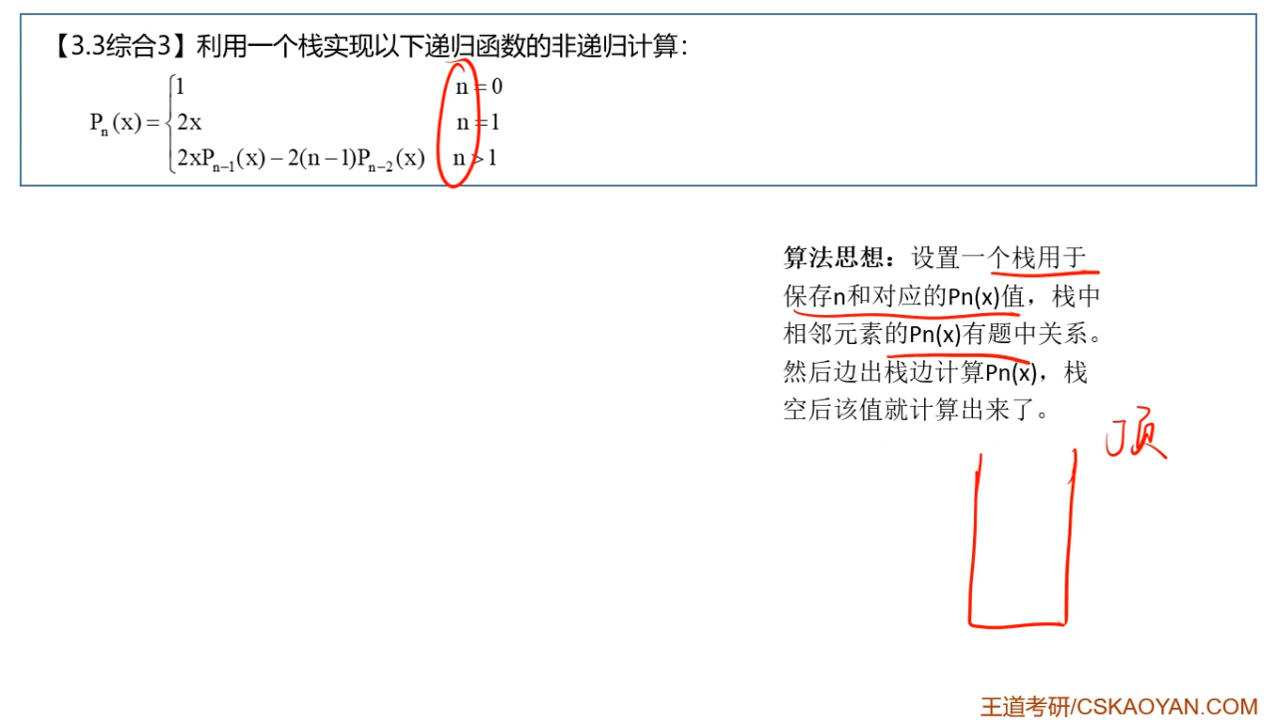 【3.3综合3】利用一个栈实现以下递归函数的非递归计算：
1 n = 0
Pn(x) = 2x n = 1
2xPn−1(x) − 2(n −1)Pn−2(x) n > 1
算法思想：设置一个栈用于
保存n和对应的Pn(x)值，栈中
相邻元素的Pn(x)有题中关系。
然后边出栈边计算Pn(x)，栈
空后该值就计算出来了。
顶
王道考研/CSKAOYAN.COM